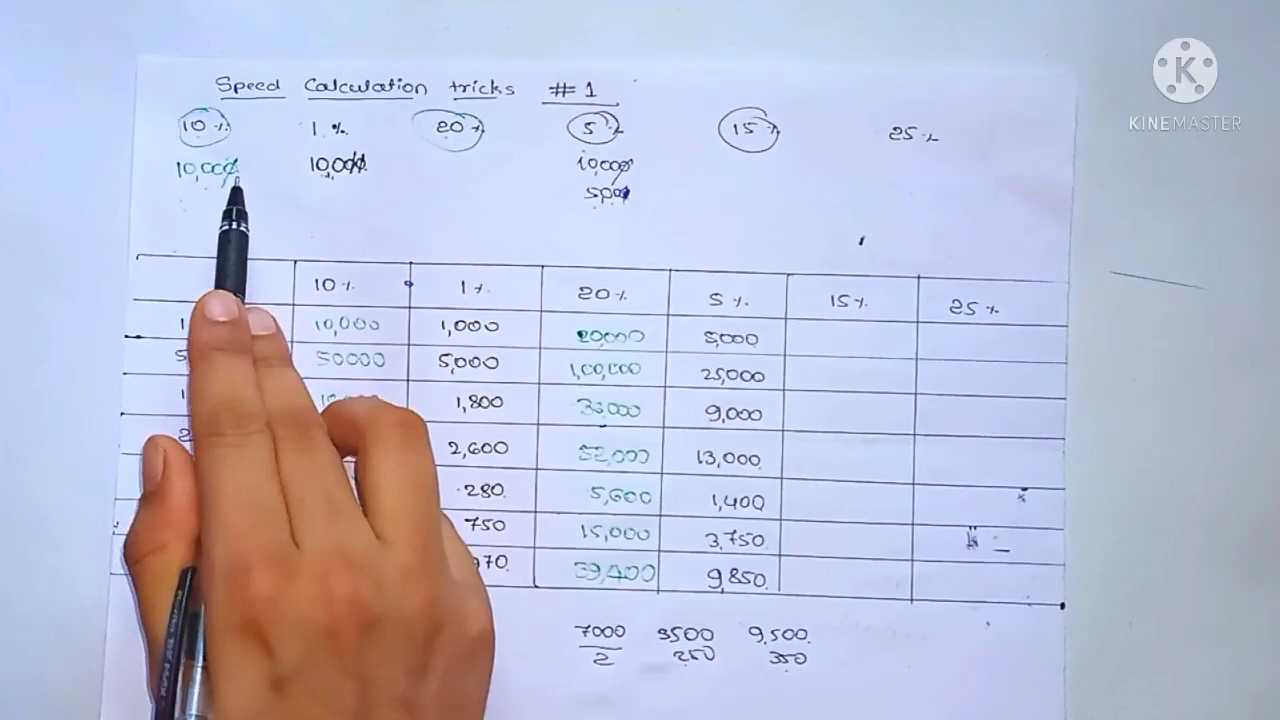 Speed Calculation tricks #1
10% 1% 20% 5% 15% 25%
10,000 10,000 10,000
500
10% 1% 20% 5% 15% 25%
10,000 1,000 20,000 5,000
50000 5,000 1,00,000 25,000
1,800 36,000 9,000
2,600 52,000 13,000
280 5,600 1,400
750 15,000 3,750
39,400 9,850
7000 3500 9,500
2 250 350
KINEMASTER